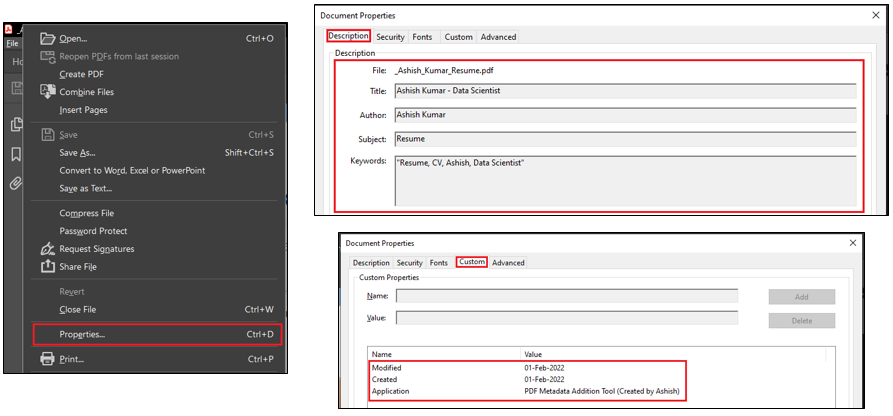 File
Ho
Open... Ctrl+O
Reopen PDFs from last session
Create PDF
Combine Files
Insert Pages
Save Ctrl+S
Save As... Shift+Ctrl+S
Convert to Word, Excel or PowerPoint
Save as Text...
Compress File
Password Protect
Request Signatures
Share File
Revert
Close File Ctrl+W
Properties... Ctrl+D
Print... Ctrl+P
Document Properties
Description Security Fonts Custom Advanced
Description
File: _Ashish_Kumar_Resume.pdf
Title: Ashish Kumar - Data Scientist
Author: Ashish Kumar
Subject: Resume
Keywords: "Resume, CV, Ashish, Data Scientist"
Document Properties
Description Security Fonts Custom Advanced
Custom Properties
Name: Add
Value: Delete
Name Value
Modified 01-Feb-2022
Created 01-Feb-2022
Application PDF Metadata Addition Tool (Created by Ashish)